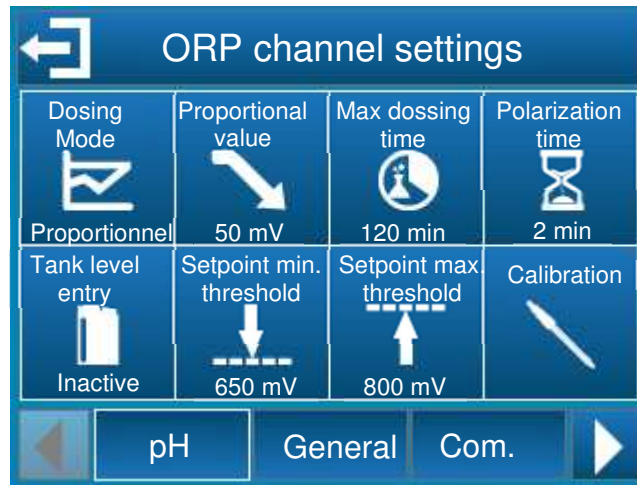 ORP channel settings
Dosing
Mode
Proportionnel
Proportional
value
50 mV
Max dossing
time
120 min
Polarization
time
2 min
Tank level
entry
Inactive
Setpoint min.
threshold
650 mV
Setpoint max.
threshold
800 mV
Calibration
pH
General
Com.